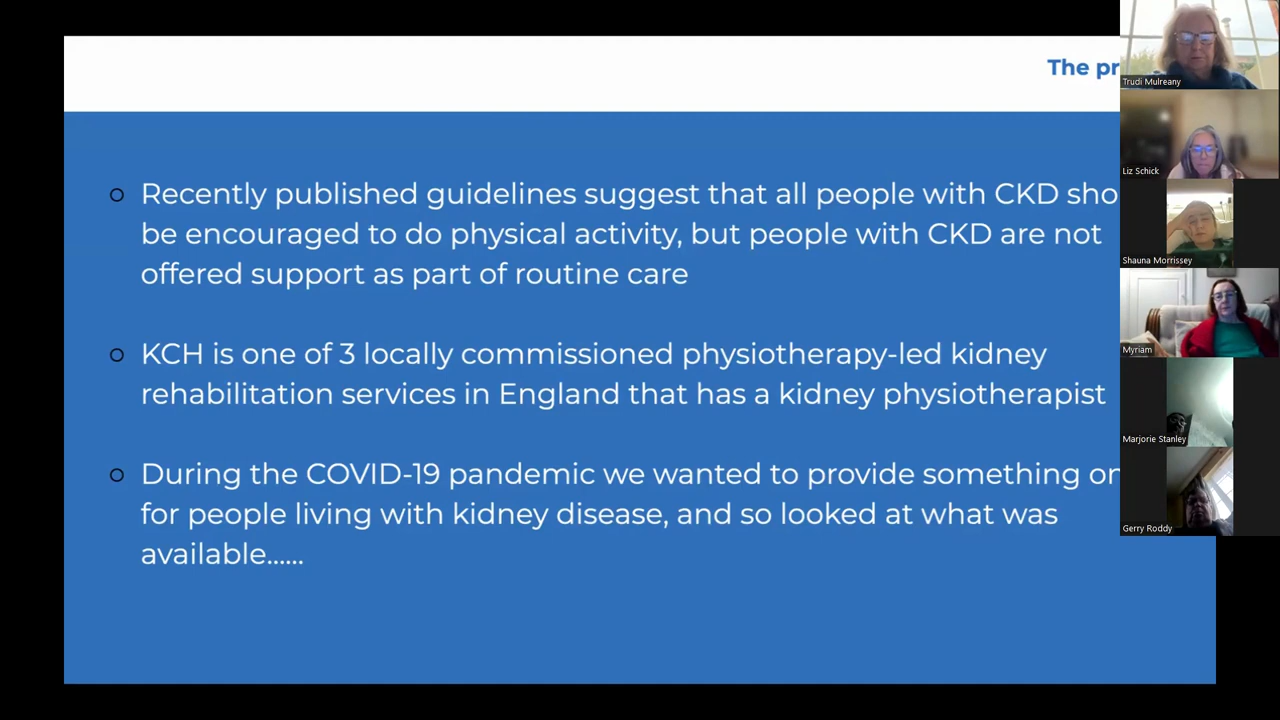 The pr
Recently published guidelines suggest that all people with CKD sho
be encouraged to do physical activity, but people with CKD are not
offered support as part of routine care
KCH is one of 3 locally commissioned physiotherapy-led kidney
rehabilitation services in England that has a kidney physiotherapist
During the COVID-19 pandemic we wanted to provide something on
for people living with kidney disease, and so looked at what was
available......
Trudi Mulreany
Liz Schick
Shauna Morrissey
Myriam
Marjorie Stanley
Gerry Roddy